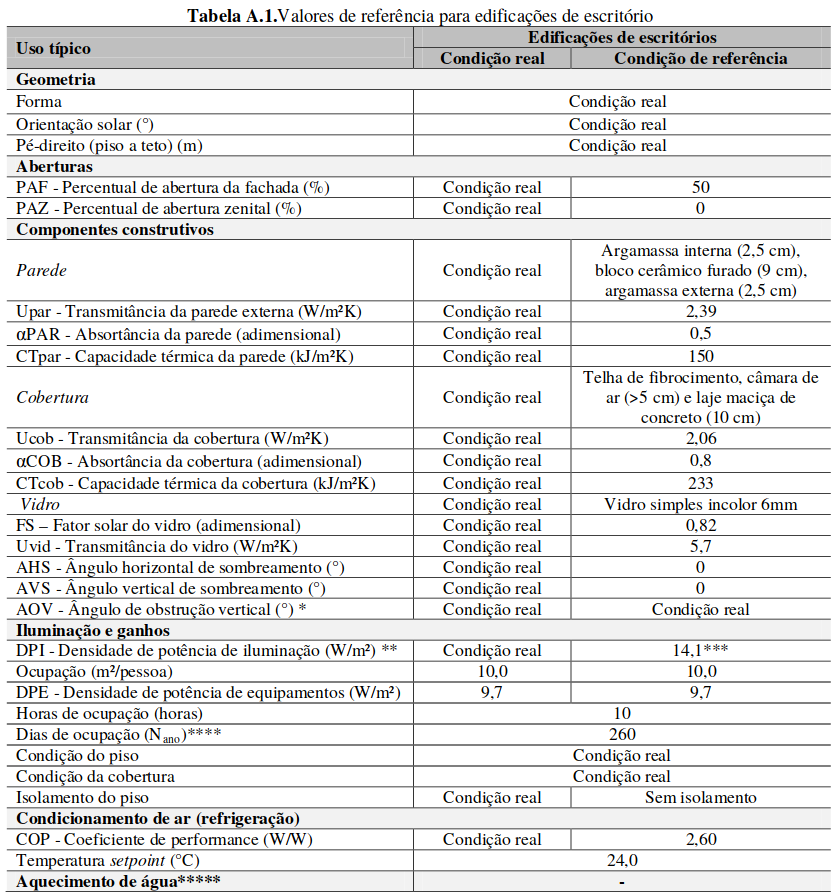 Tabela A.1.Valores de referência para edificações de escritório
Uso típico
Edificações de escritórios
Condição real Condição de referência
Geometria
Forma Condição real
Orientação solar (°) Condição real
Pé-direito (piso a teto) (m) Condição real
Aberturas
PAF - Percentual de abertura da fachada (%) Condição real 50
PAZ - Percentual de abertura zenital (%) Condição real 0
Componentes construtivos
Parede Condição real Argamassa interna (2,5 cm),
bloco cerâmico furado (9 cm),
argamassa externa (2,5 cm)
Upar - Transmitância da parede externa (W/m²K) Condição real 2,39
αPAR - Absortância da parede (adimensional) Condição real 0,5
CTpar - Capacidade térmica da parede (kJ/m²K) Condição real 150
Cobertura Condição real Telha de fibrocimento, câmara de
ar (>5 cm) e laje maciça de
concreto (10 cm)
Ucob - Transmitância da cobertura (W/m²K) Condição real 2,06
αCOB - Absortância da cobertura (adimensional) Condição real 0,8
CTcob - Capacidade térmica da cobertura (kJ/m²K) Condição real 233
Vidro Condição real Vidro simples incolor 6mm
FS – Fator solar do vidro (adimensional) Condição real 0,82
Uvid - Transmitância do vidro (W/m²K) Condição real 5,7
AHS - Ângulo horizontal de sombreamento (°) Condição real 0
AVS - Ângulo vertical de sombreamento (°) Condição real 0
AOV - Ângulo de obstrução vertical (°) * Condição real Condição real
Iluminação e ganhos
DPI - Densidade de potência de iluminação (W/m²) ** Condição real 14,1***
Ocupação (m²/pessoa) 10,0 10,0
DPE - Densidade de potência de equipamentos (W/m²) 9,7 9,7
Horas de ocupação (horas) 10
Dias de ocupação (Nano)**** 260
Condição do piso Condição real
Condição da cobertura Condição real
Isolamento do piso Condição real Sem isolamento
Condicionamento de ar (refrigeração)
COP - Coeficiente de performance (W/W) Condição real 2,60
Temperatura setpoint (°C) 24,0
Aquecimento de água***** -